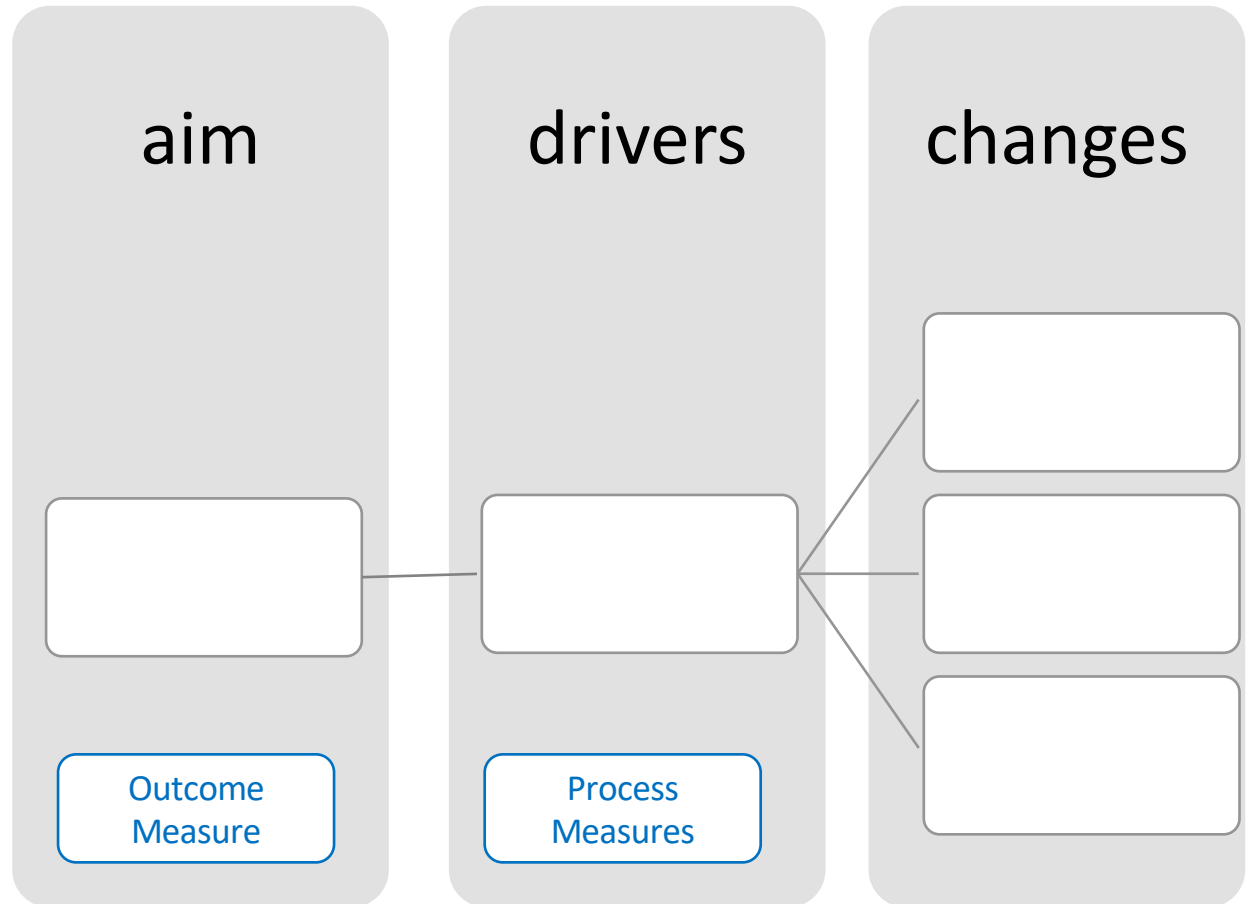 aim
drivers
changes
Outcome
Measure
Process
Measures